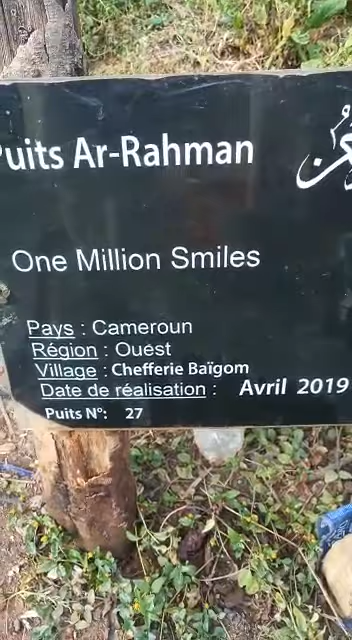 Puits Ar-Rahman
One Million Smiles
Pays : Cameroun
Région : Ouest
Village : Chefferie Baïgom
Date de réalisation : Avril 2019
Puits N°: 27